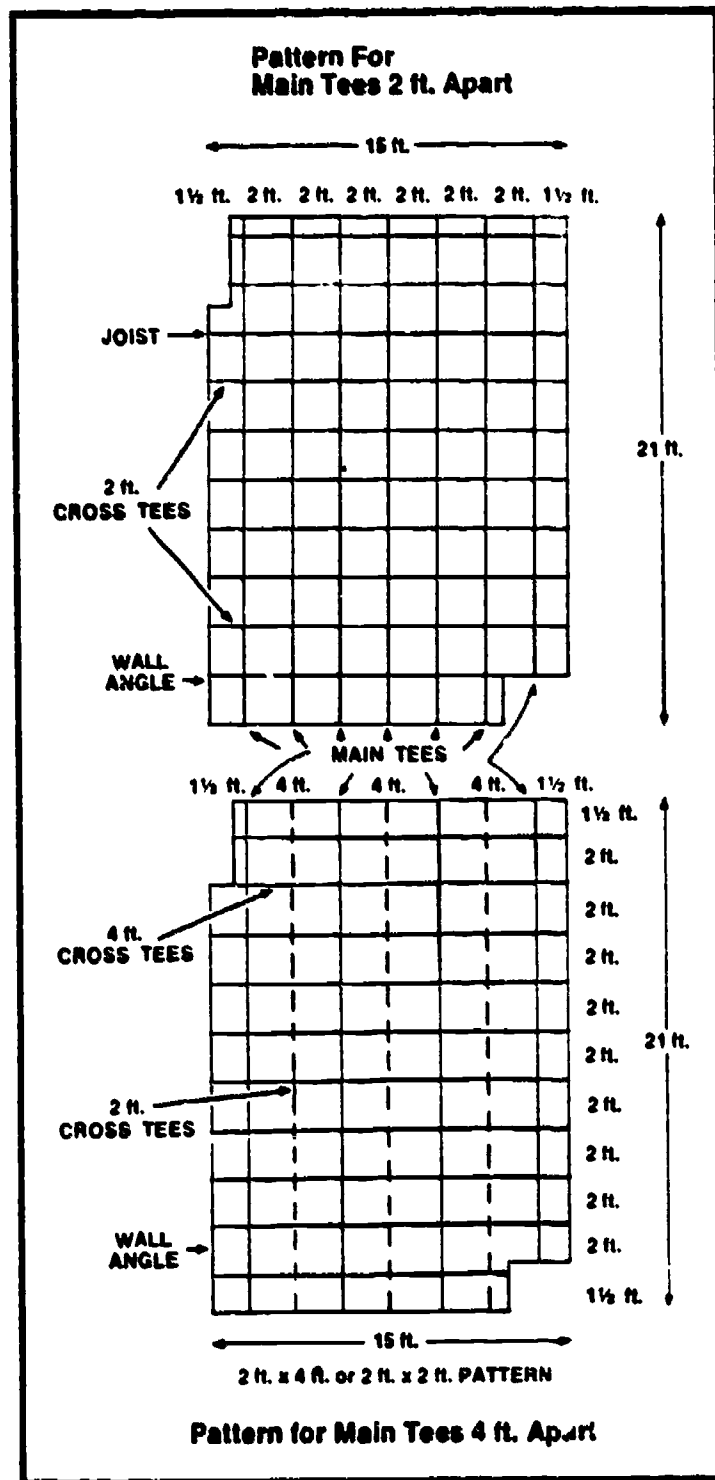 Pattern For
Main Tees 2 ft. Apart
15 ft.
1½ ft. 2 ft. 2 ft. 2 ft. 2 ft. 2 ft. 2 ft. 1½ ft.
JOIST
21 ft.
2 ft.
CROSS TEES
WALL
ANGLE
MAIN TEES
1½ ft. 4 ft. 4 ft. 4 ft. 1½ ft.
1½ ft.
2 ft.
2 ft.
4 ft.
CROSS TEES
2 ft.
2 ft.
2 ft.
21 ft.
2 ft.
CROSS TEES
2 ft.
2 ft.
2 ft.
WALL
ANGLE
2 ft.
1½ ft.
15 ft.
2 ft. x 4 ft. or 2 ft. x 2 ft. PATTERN
Pattern for Main Tees 4 ft. Apart